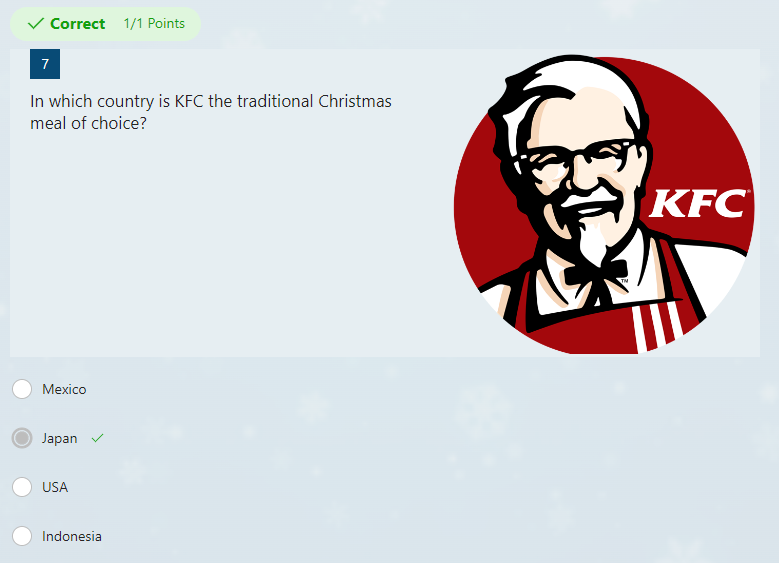 Correct 1/1 Points
7
In which country is KFC the traditional Christmas
meal of choice?
KFC
TM
Mexico
Japan
USA
Indonesia